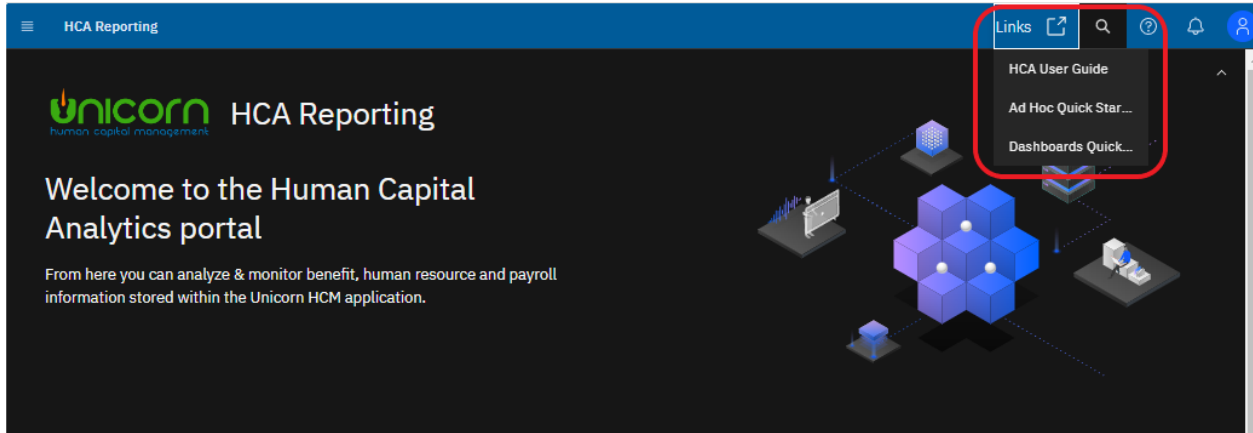 HCA Reporting
Links
HCA User Guide
Ad Hoc Quick Star...
Dashboards Quick...
unicorn
human capital management
HCA Reporting
Welcome to the Human Capital
Analytics portal
From here you can analyze & monitor benefit, human resource and payroll
information stored within the Unicorn HCM application.